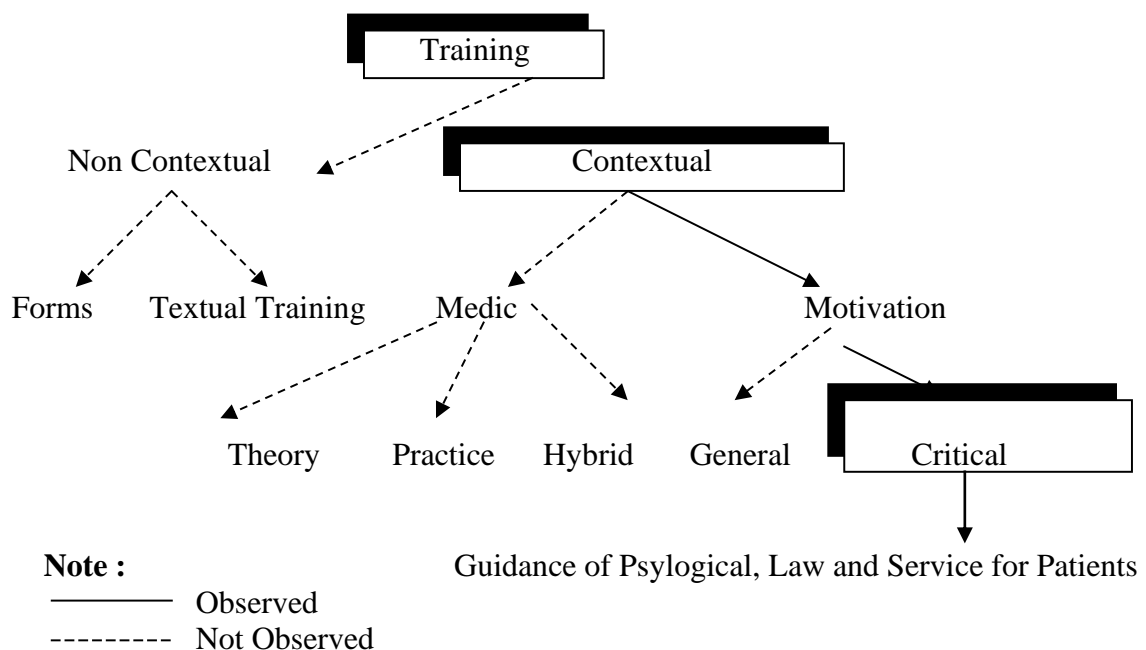 Training
Non Contextual
Contextual
Forms
Textual Training
Medic
Motivation
Theory
Practice
Hybrid
General
Critical
Guidance of Psylogical, Law and Service for Patients
Note :
Observed
Not Observed